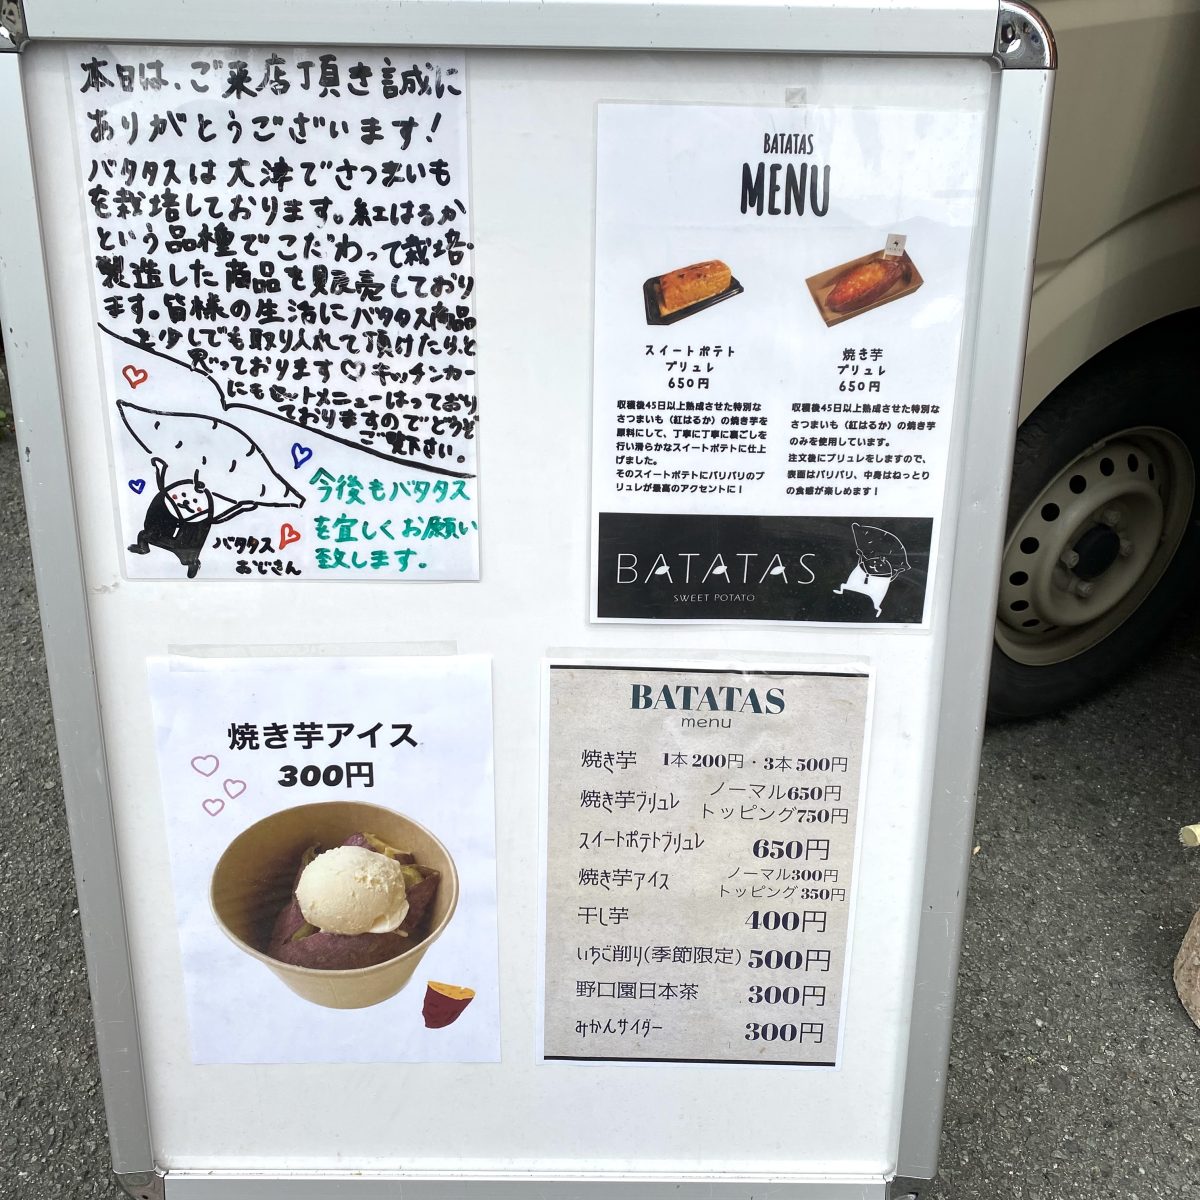 本日は、ご来店頂き誠に
ありがとうございます!
バタタスは大津でさつまいも
を栽培しております。紅はるか
という品種でこだわって栽培・
製造した商品を販売しており
ます。皆様の生活にバタタス商品
を少しでも取り入れて頂けたら、と
思っております♡キッチンカー
にもセットメニューはっており
ておりますのでどうぞ
ご覧下さい。
今後もバタタス
を宜しくお願い
致します。
バタタス
おじさん
BATATAS
MENU
スイートポテト
ブリュレ
650円
収穫後45日以上熟成させた特別な
さつまいも（紅はるか）の焼き芋を
原料にして、丁寧に丁寧に裏ごしを
行い滑らかなスイートポテトに仕上
げました。
そのスイートポテトにパリパリのブ
リュレが最高のアクセントに！
焼き芋
ブリュレ
650円
収穫後45日以上熟成させた特別な
さつまいも（紅はるか）の焼き芋
のみを使用しています。
注文後にブリュレをしますので、
表面はパリパリ、中身はねっとり
の食感が楽しめます！
BATATAS
SWEET POTATO
焼き芋アイス
300円
BATATAS
menu
焼き芋 1本 200円・3本 500円
焼き芋ブリュレ ノーマル650円
トッピング750円
スイートポテトブリュレ 650円
焼き芋アイス ノーマル300円
トッピング 350円
干し芋 400円
いちご削り(季節限定) 500円
野口園日本茶 300円
みかんサイダー 300円